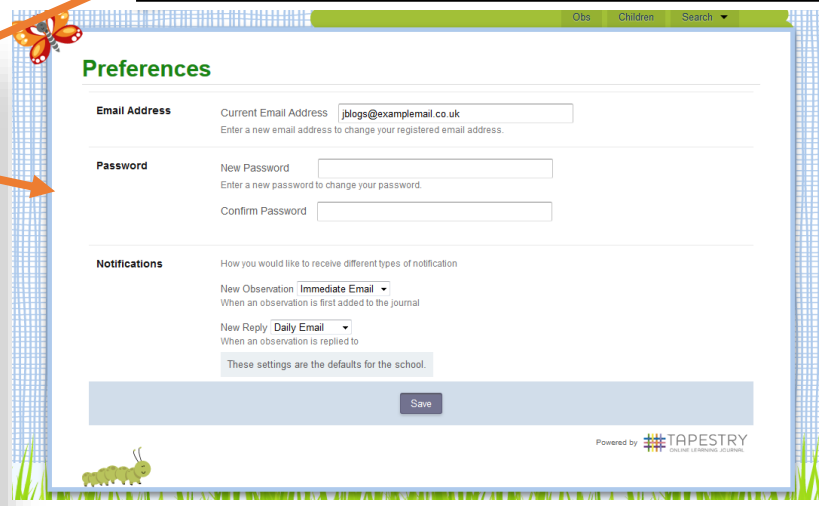 Obs Children Search
Preferences
Email Address
Current Email Address jblogs@examplemail.co.uk
Enter a new email address to change your registered email address.
Password
New Password
Enter a new password to change your password.
Confirm Password
Notifications
How you would like to receive different types of notification
New Observation Immediate Email
When an observation is first added to the journal
New Reply Daily Email
When an observation is replied to
These settings are the defaults for the school.
Save
Powered by TAPESTRY
ONLINE LEARNING JOURNAL